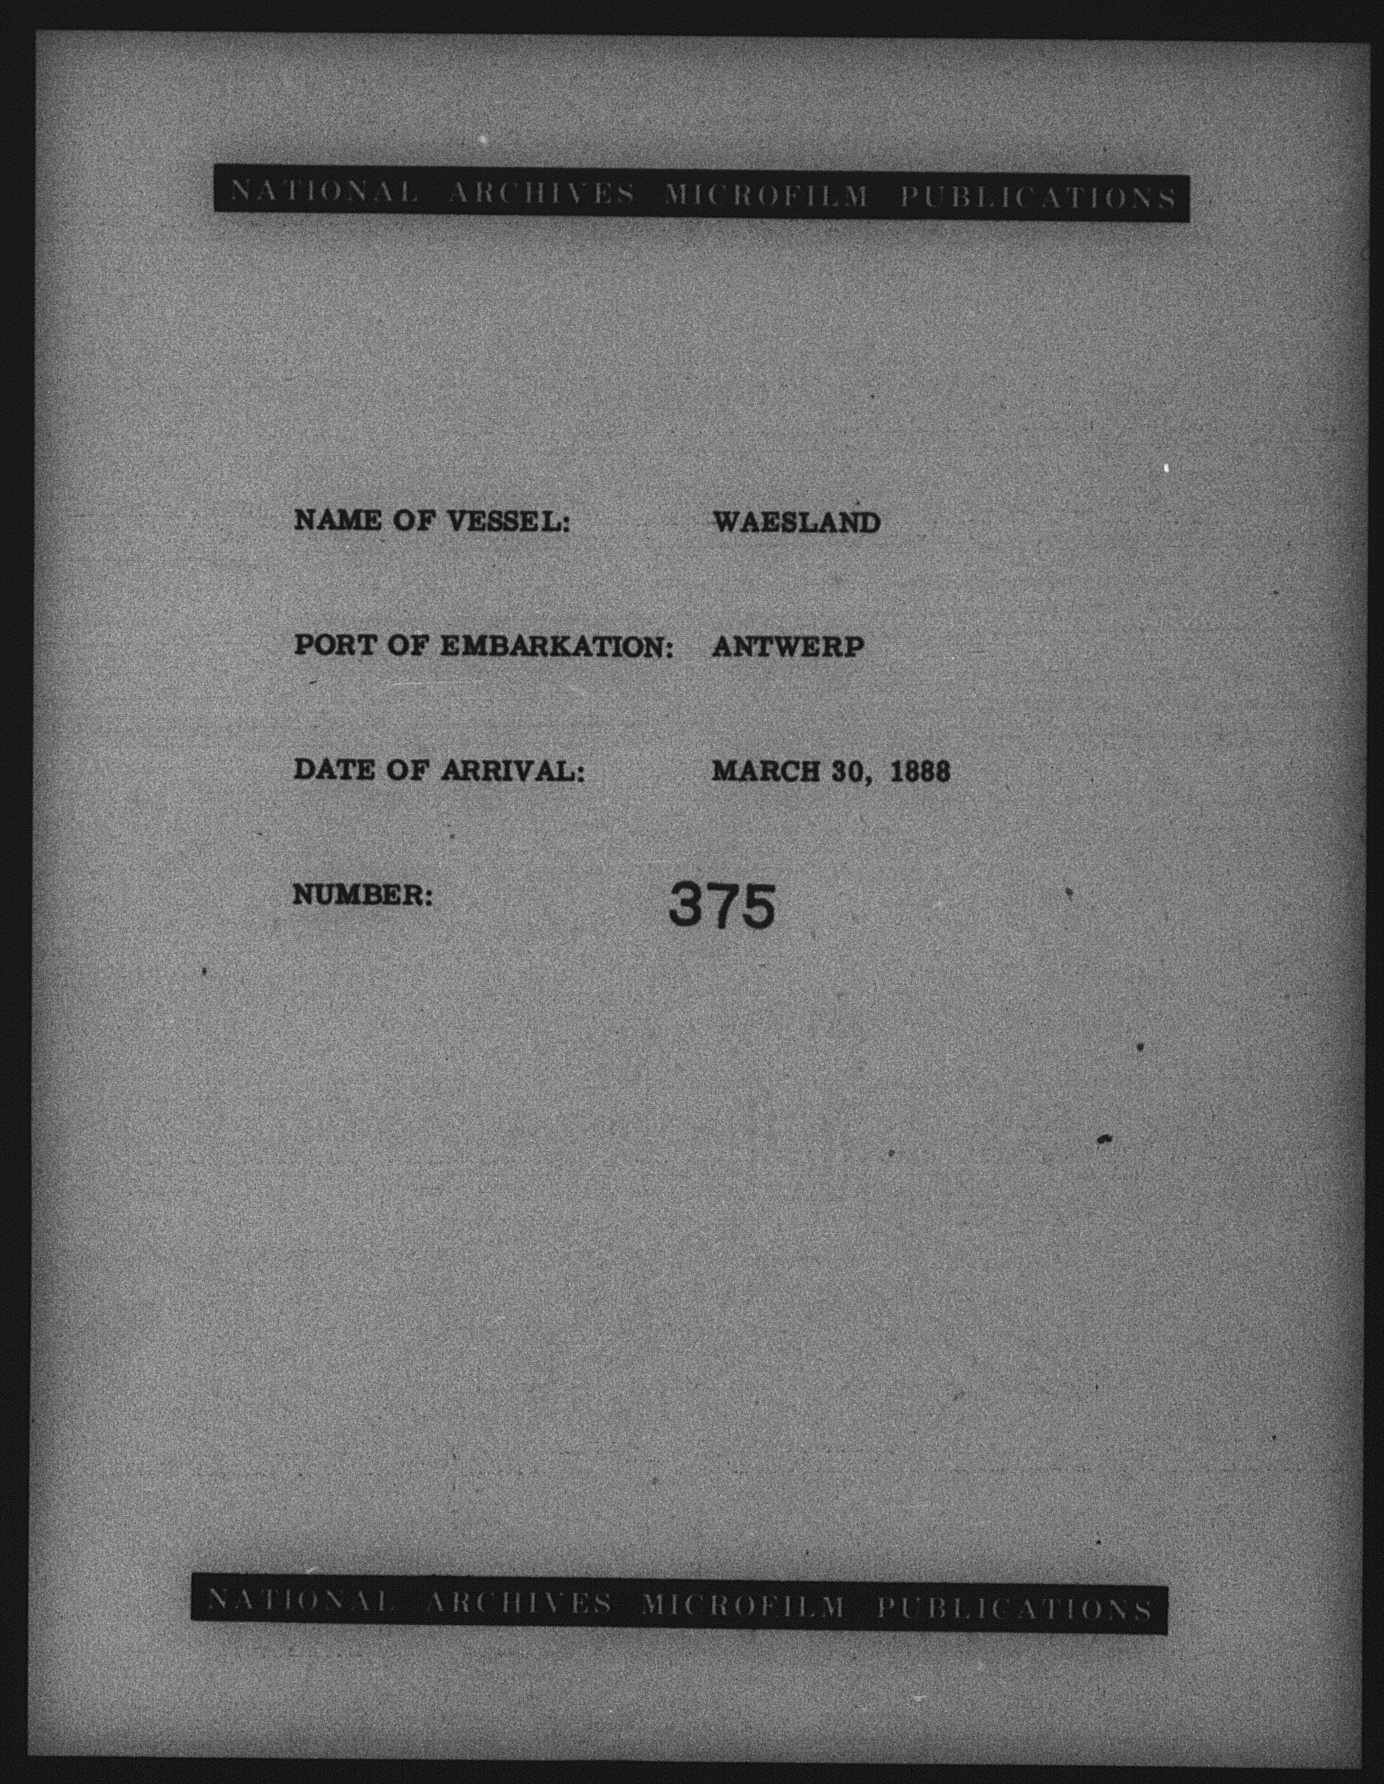 NATIONAL ARCHIVES MICROFILM PUBLICATIONS
NAME OF VESSEL: WAESLAND
PORT OF EMBARKATION: ANTWERP
DATE OF ARRIVAL: MARCH 30, 1888
NUMBER: 375
NATIONAL ARCHIVES MICROFILM PUBLICATIONS